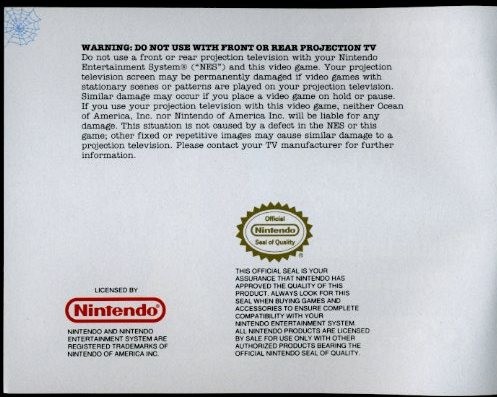 WARNING: DO NOT USE WITH FRONT OR REAR PROJECTION TV
Do not use a front or rear projection television with your Nintendo
Entertainment System® ("NES") and this video game. Your projection
television screen may be permanently damaged if video games with
stationary scenes or patterns are played on your projection television.
Similar damage may occur if you place a video game on hold or pause.
If you use your projection television with this video game, neither Ocean
of America, Inc. nor Nintendo of America Inc. will be liable for any
damage. This situation is not caused by a defect in the NES or this
game; other fixed or repetitive images may cause similar damage to a
projection television. Please contact your TV manufacturer for further
information.
Official
Nintendo
Seal of Quality
®
THIS OFFICIAL SEAL IS YOUR
ASSURANCE THAT NINTENDO HAS
APPROVED THE QUALITY OF THIS
PRODUCT. ALWAYS LOOK FOR THIS
SEAL WHEN BUYING GAMES AND
ACCESSORIES TO ENSURE COMPLETE
COMPATIBILITY WITH YOUR
NINTENDO ENTERTAINMENT SYSTEM.
ALL NINTENDO PRODUCTS ARE LICENSED
BY SALE FOR USE ONLY WITH OTHER
AUTHORIZED PRODUCTS BEARING THE
OFFICIAL NINTENDO SEAL OF QUALITY.
LICENSED BY
Nintendo®
NINTENDO AND NINTENDO
ENTERTAINMENT SYSTEM ARE
REGISTERED TRADEMARKS OF
NINTENDO OF AMERICA INC.